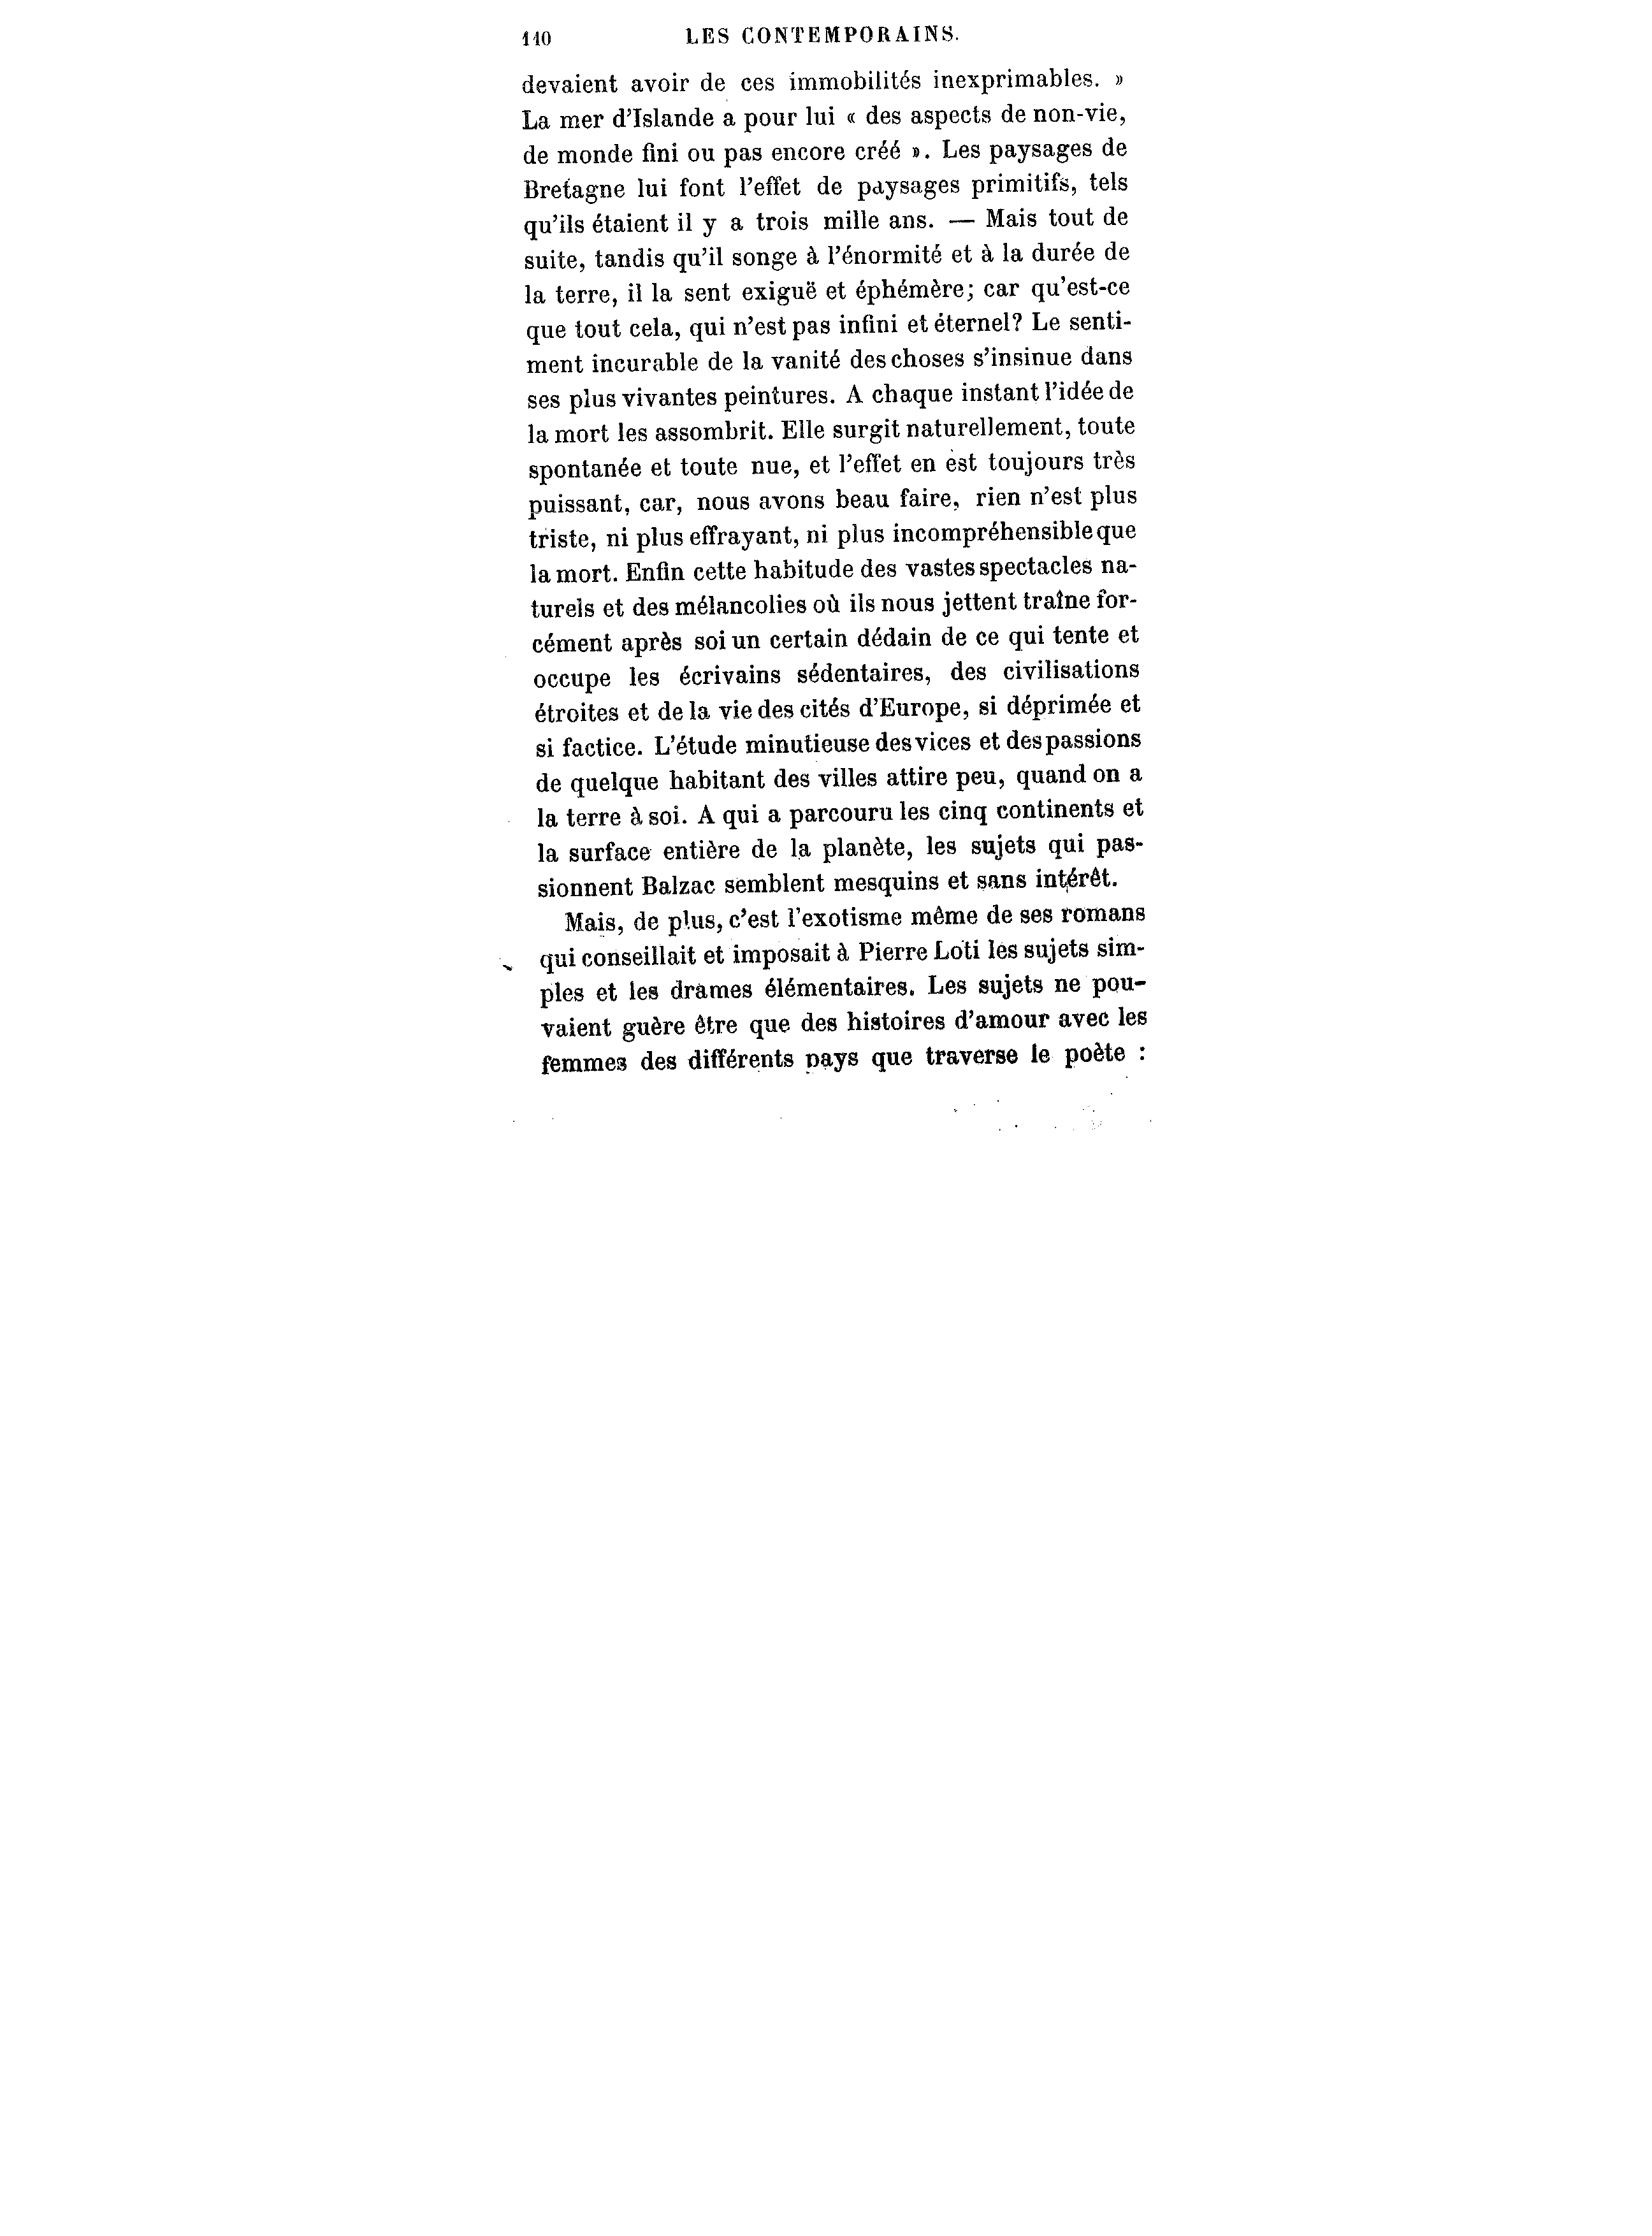 110 LES CONTEMPORAINS.
devaient avoir de ces immobilités inexprimables. »
La mer d'Islande a pour lui « des aspects de non-vie,
de monde fini ou pas encore créé ». Les paysages de
Bretagne lui font l'effet de paysages primitifs, tels
qu'ils étaient il y a trois mille ans. — Mais tout de
suite, tandis qu'il songe à l'énormité et à la durée de
la terre, il la sent exiguë et éphémère; car qu'est-ce
que tout cela, qui n'est pas infini et éternel? Le senti-
ment incurable de la vanité des choses s'insinue dans
ses plus vivantes peintures. A chaque instant l'idée de
la mort les assombrit. Elle surgit naturellement, toute
spontanée et toute nue, et l'effet en est toujours très
puissant, car, nous avons beau faire, rien n'est plus
triste, ni plus effrayant, ni plus incompréhensible que
la mort. Enfin cette habitude des vastes spectacles na-
turels et des mélancolies où ils nous jettent traîne for-
cément après soi un certain dédain de ce qui tente et
occupe les écrivains sédentaires, des civilisations
étroites et de la vie des cités d'Europe, si déprimée et
si factice. L'étude minutieuse des vices et des passions
de quelque habitant des villes attire peu, quand on a
la terre à soi. A qui a parcouru les cinq continents et
la surface entière de la planète, les sujets qui pas-
sionnent Balzac semblent mesquins et sans intérêt.
Mais, de plus, c'est l'exotisme même de ses romans
qui conseillait et imposait à Pierre Loti les sujets sim-
ples et les drames élémentaires. Les sujets ne pou-
vaient guère être que des histoires d'amour avec les
femmes des différents pays que traverse le poète :